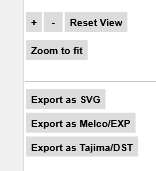 + - Reset View
Zoom to fit
Export as SVG
Export as Melco/EXP
Export as Tajima/DST